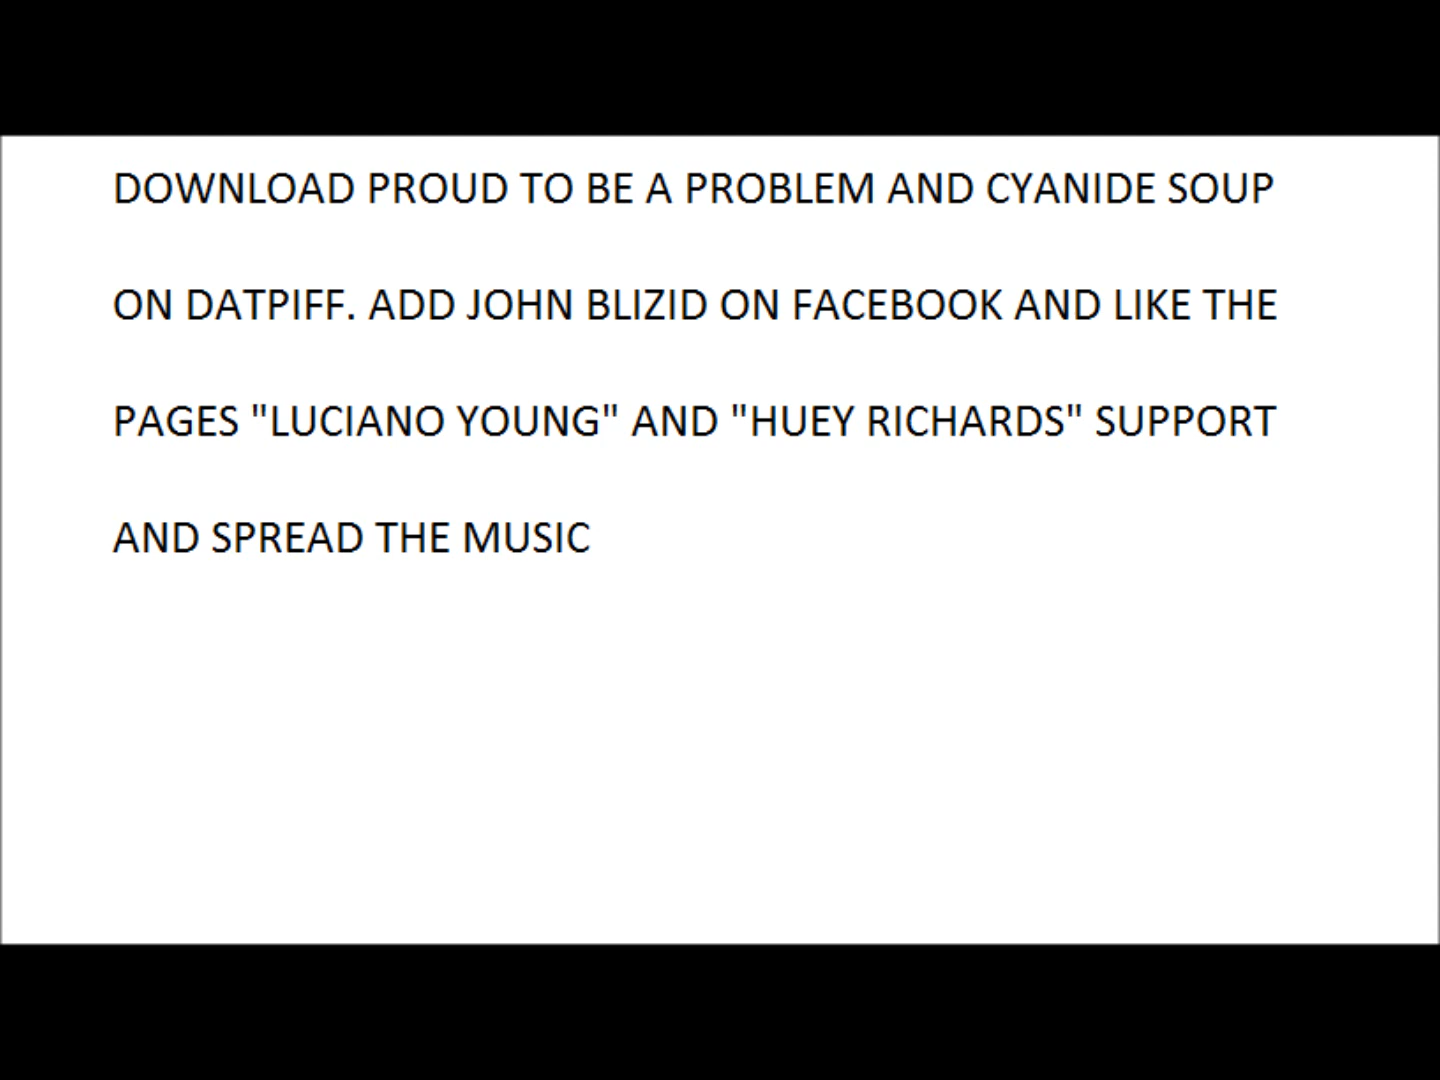 DOWNLOAD PROUD TO BE A PROBLEM AND CYANIDE SOUP
ON DATPIFF. ADD JOHN BLIZID ON FACEBOOK AND LIKE THE
PAGES "LUCIANO YOUNG" AND "HUEY RICHARDS" SUPPORT
AND SPREAD THE MUSIC